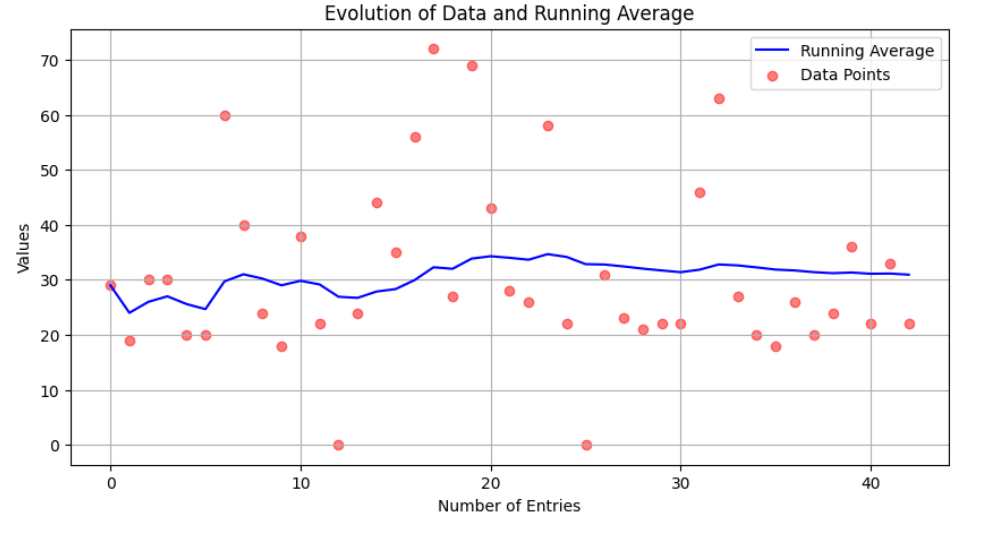 Evolution of Data and Running Average
Running Average
Data Points
70
60
50
40
30
20
10
0
Values
0 10 20 30 40
Number of Entries